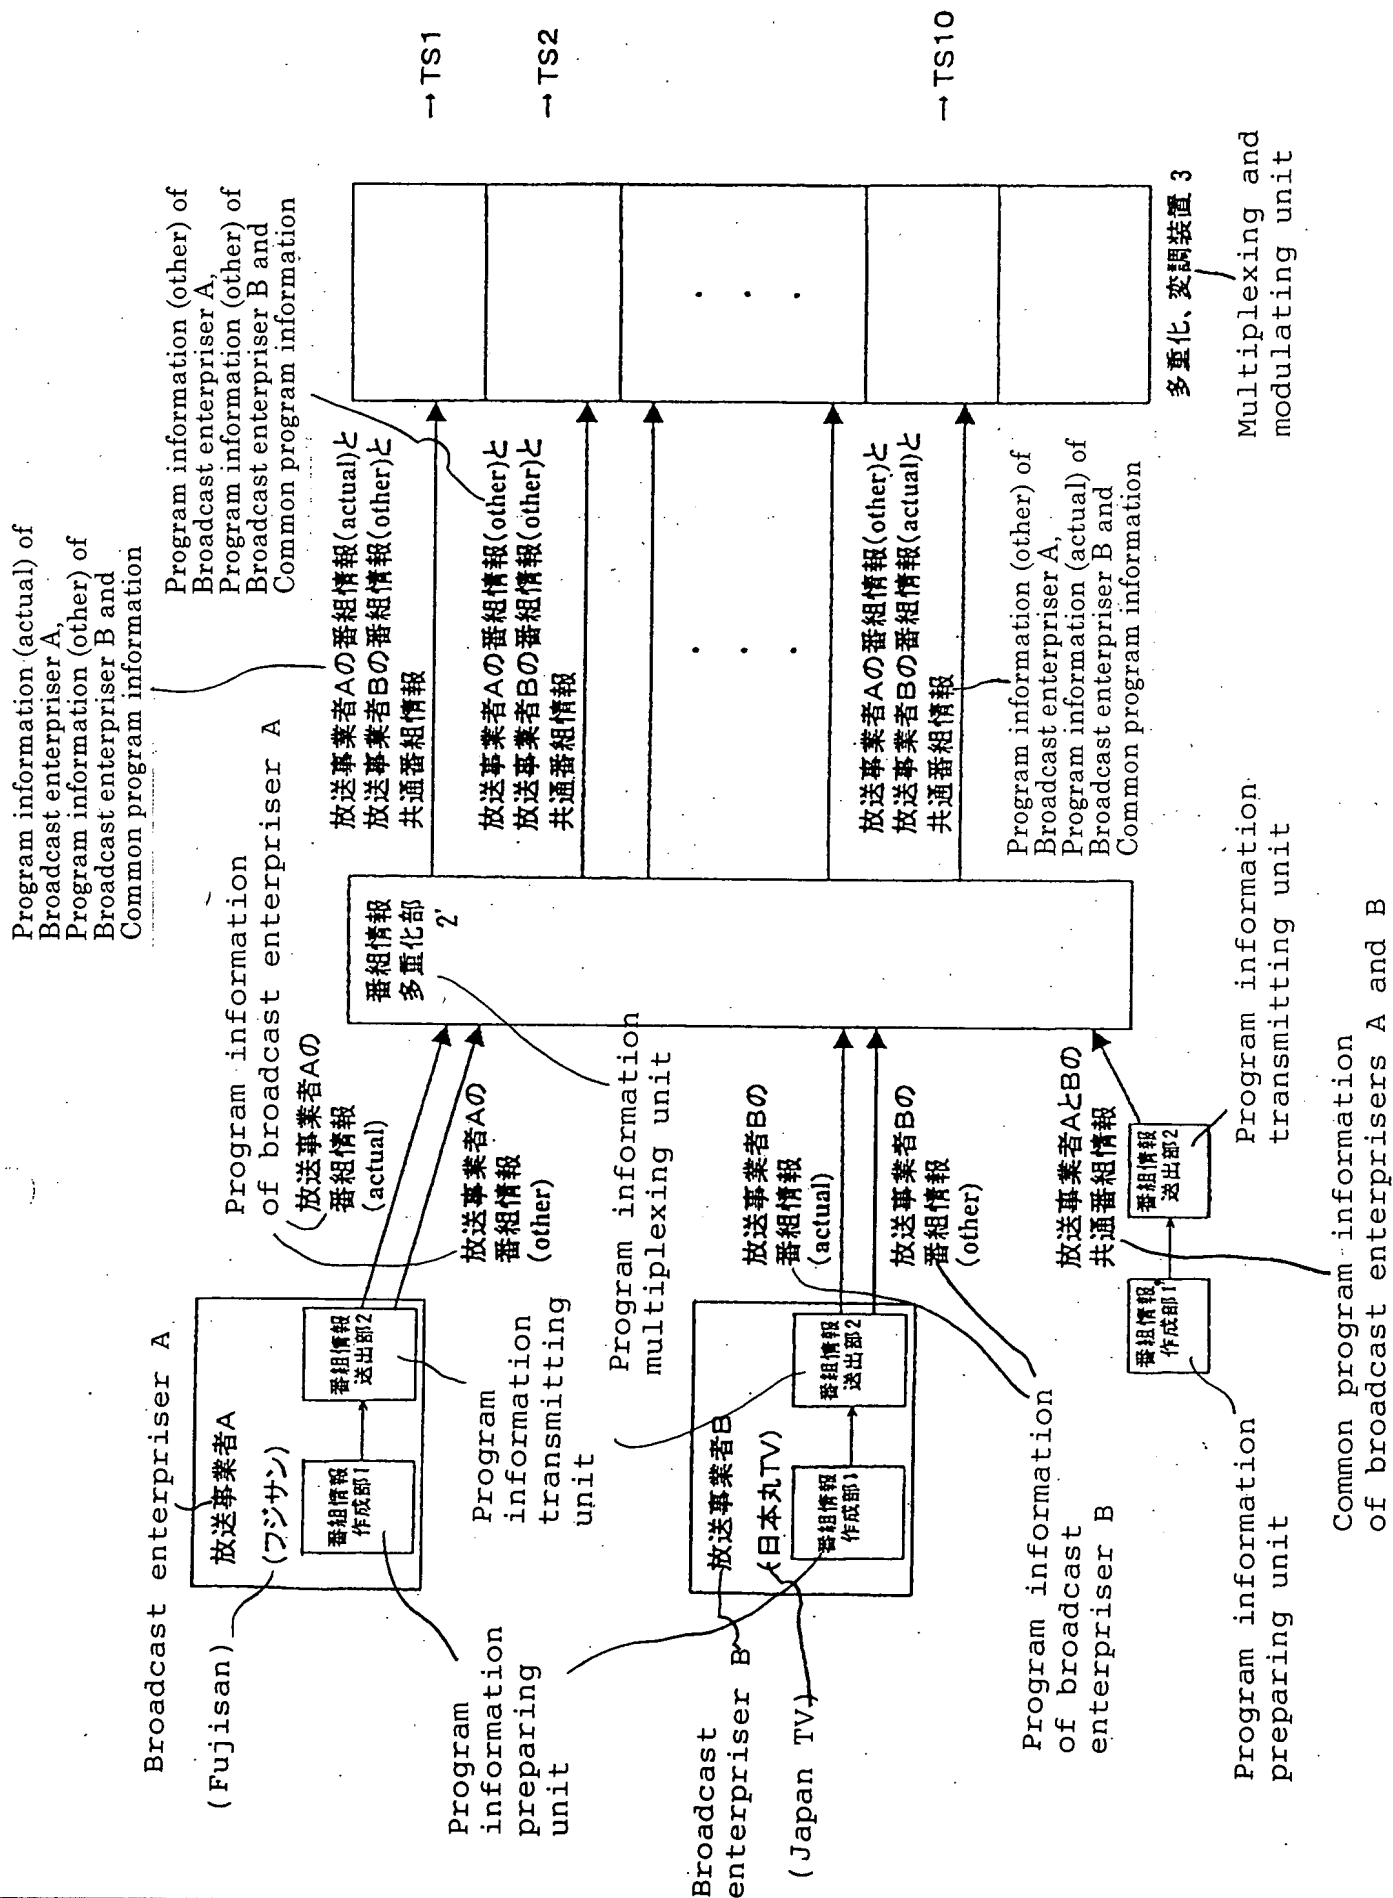 Broadcast enterpriser A
(Fujisan)
放送事業者A
(フジサン)
番組情報
作成部1
番組情報
送出部2
Program
information
preparing
unit
Program
information
transmitting
unit
Program information
of broadcast enterpriser A
放送事業者Aの
番組情報
(actual)
放送事業者Aの
番組情報
(other)
Program information
multiplexing unit
番組情報
多重化部
2'
Program information (actual) of
Broadcast enterpriser A,
Program information (other) of
Broadcast enterpriser B and
Common program information
Program information (other) of
Broadcast enterpriser A,
Program information (other) of
Broadcast enterpriser B and
Common program information
放送事業者Aの番組情報(actual)と
放送事業者Bの番組情報(other)と
共通番組情報
放送事業者Aの番組情報(other)と
放送事業者Bの番組情報(other)と
共通番組情報
放送事業者Aの番組情報(other)と
放送事業者Bの番組情報(actual)と
共通番組情報
Program information (other) of
Broadcast enterpriser A,
Program information (actual) of
Broadcast enterpriser B and
Common program information
→TS1
→TS2
→TS10
多重化、変調装置 3
Multiplexing and
modulating unit
Broadcast
enterpriser B
(Japan TV)
放送事業者B
(日本丸TV)
番組情報
作成部1
番組情報
送出部2
放送事業者Bの
番組情報
(actual)
放送事業者Bの
番組情報
(other)
Program information
of broadcast
enterpriser B
放送事業者AとBの
共通番組情報
番組情報
作成部1"
番組情報
送出部2
Program information
preparing unit
Program information
transmitting unit
Common program information
of broadcast enterprisers A and B